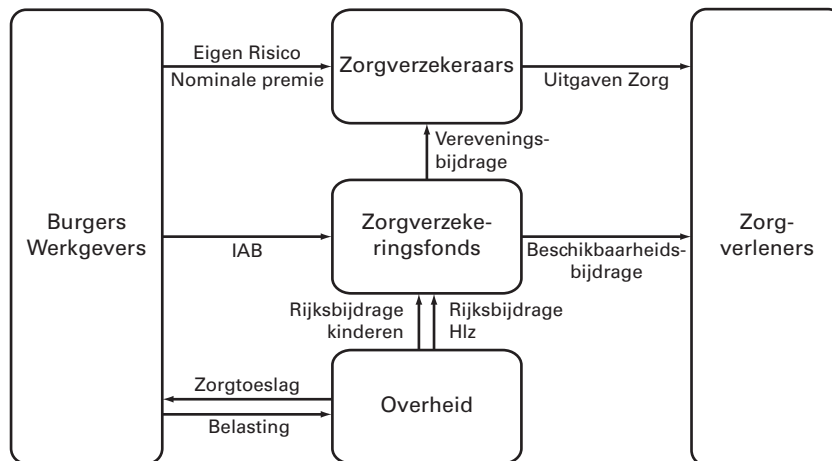 Eigen Risico
Nominale premie
Zorgverzekeraars
Uitgaven Zorg
Verevenings-
bijdrage
Burgers
Werkgevers
IAB
Zorgverzeke-
ringsfonds
Beschikbaarheids-
bijdrage
Zorg-
verleners
Rijksbijdrage
kinderen
Rijksbijdrage
Hlz
Zorgtoeslag
Belasting
Overheid